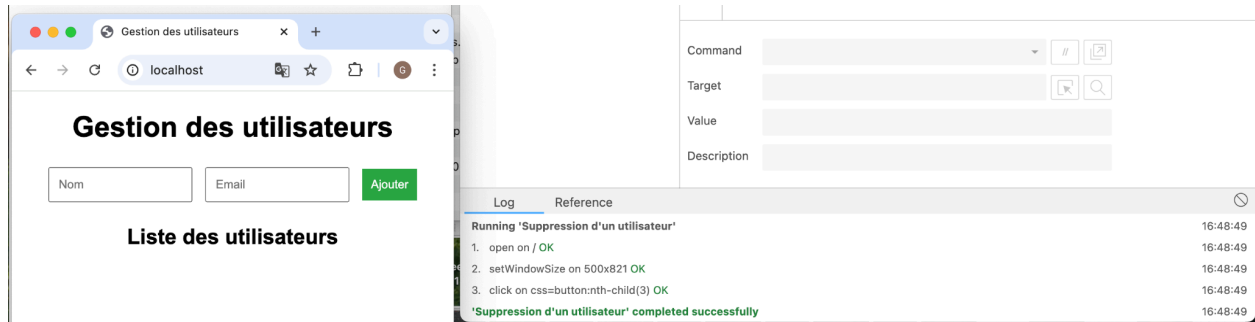 Gestion des utilisateurs
localhost
G
Gestion des utilisateurs
Nom
Email
Ajouter
Liste des utilisateurs
Command
//
Target
Value
Description
Log
Reference
Running 'Suppression d'un utilisateur' 16:48:49
1. open on / OK 16:48:49
2. setWindowSize on 500x821 OK 16:48:49
3. click on css=button:nth-child(3) OK 16:48:49
'Suppression d'un utilisateur' completed successfully 16:48:49